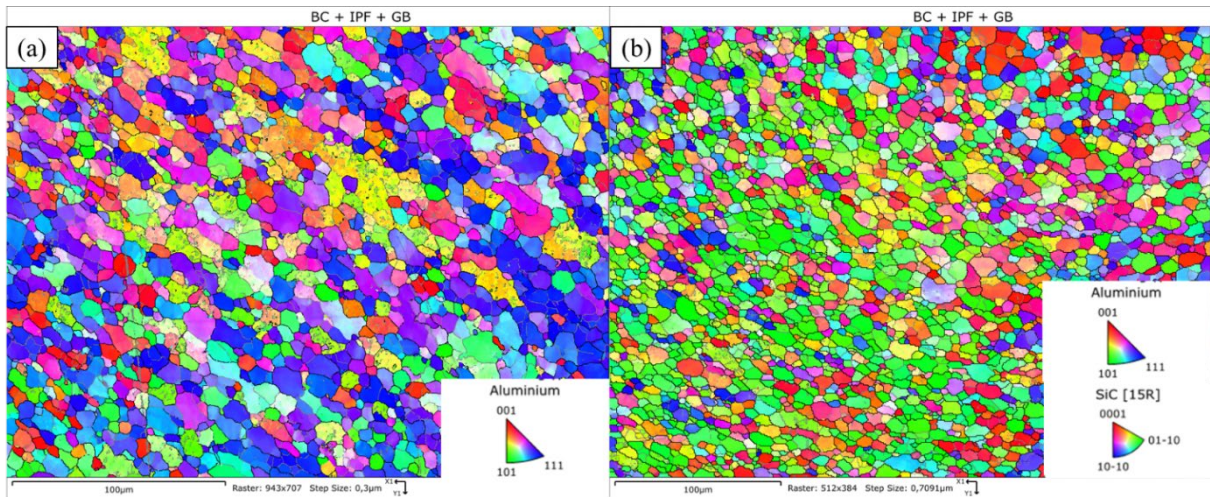 BC + IPF + GB
(a)
Aluminium
001
101
111
100µm
Raster: 943x707 Step Size: 0,3µm
X1
Y1
BC + IPF + GB
(b)
Aluminium
001
101
111
SiC [15R]
0001
01-10
10-10
100µm
Raster: 512x384 Step Size: 0,7091µm
X1
Y1